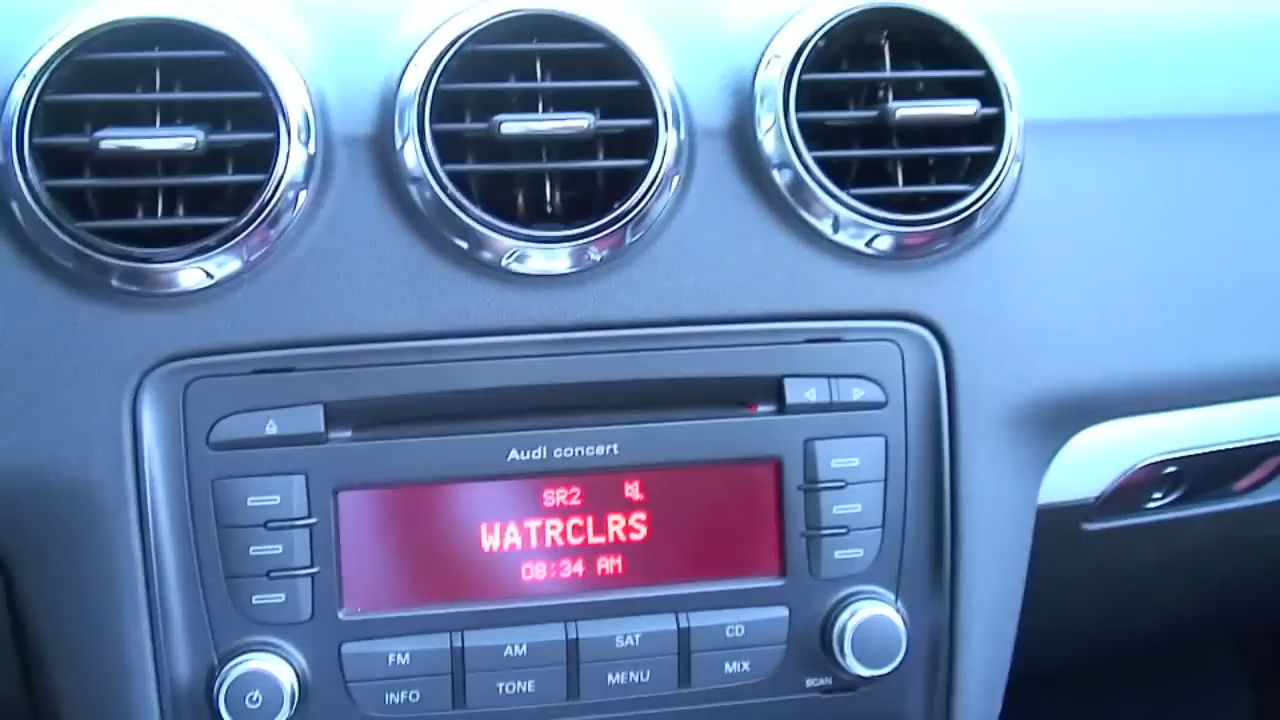 Audi concert
SR2
WATRCLRS
08:34 AM
FM AM SAT CD
INFO TONE MENU MIX
SCAN